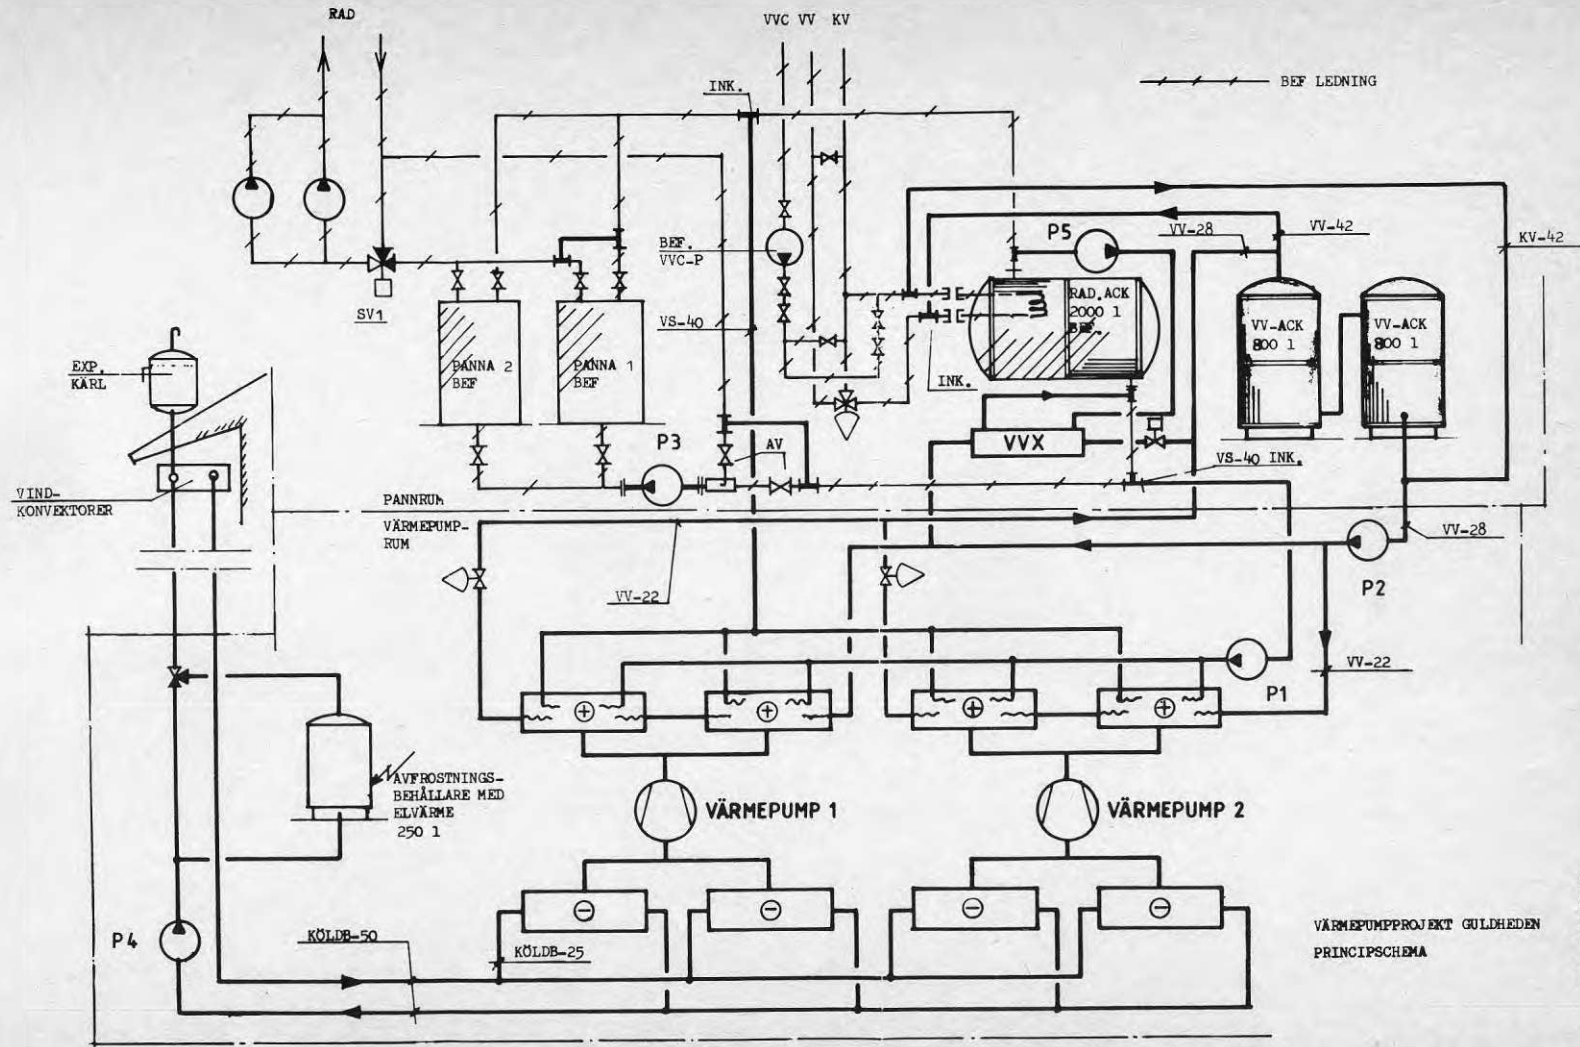 RAD
VVC VV KV
INK.
BEF LEDNING
BEF.
VVC-P
P5
VV-28
VV-42
KV-42
SV1
VS-40
RAD.ACK
2000 l
BEF.
VV-ACK
800 l
VV-ACK
800 l
EXP.
KÄRL
PANNA 2
BEF
PANNA 1
BEF
INK.
P3
AV
VVX
VS-40 INK.
VIND-
KONVEKTORER
PANNRUM
VÄRMEPUMP-
RUM
VV-28
P2
VV-22
VV-22
P1
AVFROSTNINGS-
BEHÅLLARE MED
ELVÄRME
250 l
VÄRMEPUMP 1
VÄRMEPUMP 2
P4
KÖLDB-50
KÖLDB-25
VÄRMEPUMPPROJEKT GULDHEDEN
PRINCIPSCHEMA